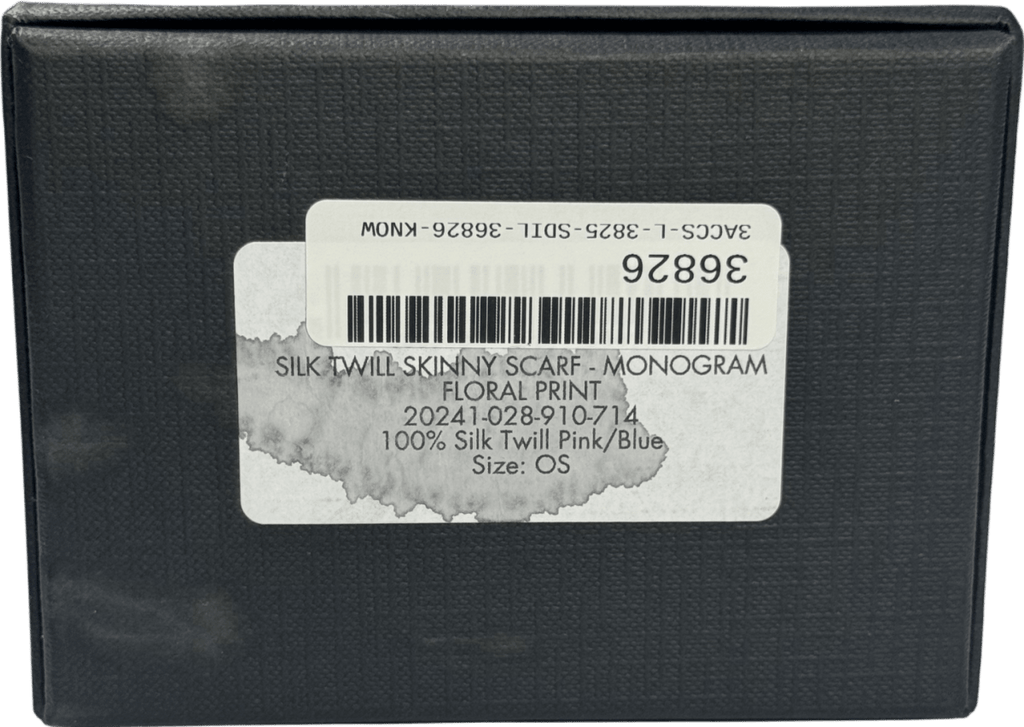 3ACCS-L-3825-SDIL-36826-KNOW
36826
SILK TWILL SKINNY SCARF - MONOGRAM
FLORAL PRINT
20241-028-910-714
100% Silk Twill Pink/Blue
Size: OS